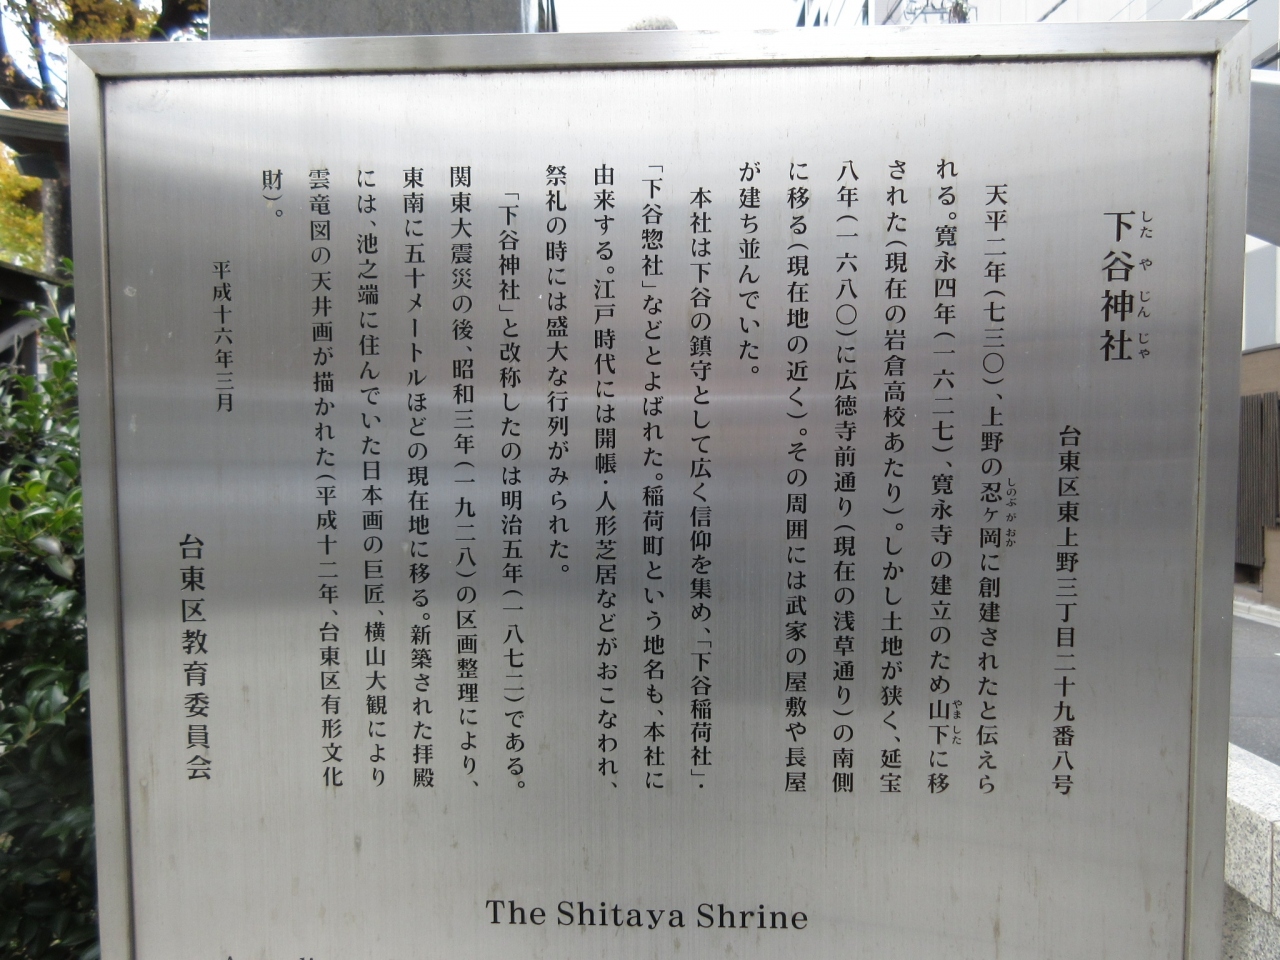 下谷神社
したやじんじゃ
台東区東上野三丁目二十九番八号
天平二年(七三〇)、上野の忍ヶ岡に創建されたと伝えら
しのぶがおか
れる。寛永四年(一六二七)、寛永寺の建立のため山下に移
やました
された(現在の岩倉高校あたり)。しかし土地が狭く、延宝
八年(一六八〇)に広徳寺前通り(現在の浅草通り)の南側
に移る(現在地の近く)。その周囲には武家の屋敷や長屋
が建ち並んでいた。
本社は下谷の鎮守として広く信仰を集め、「下谷稲荷社」・
「下谷惣社」などとよばれた。稲荷町という地名も、本社に
由来する。江戸時代には開帳・人形芝居などがおこなわれ、
祭礼の時には盛大な行列がみられた。
「下谷神社」と改称したのは明治五年(一八七二)である。
関東大震災の後、昭和三年(一九二八)の区画整理により、
東南に五十メートルほどの現在地に移る。新築された拝殿
には、池之端に住んでいた日本画の巨匠、横山大観により
雲竜図の天井画が描かれた(平成十二年、台東区有形文化
財)。
平成十六年三月
台東区教育委員会
The Shitaya Shrine